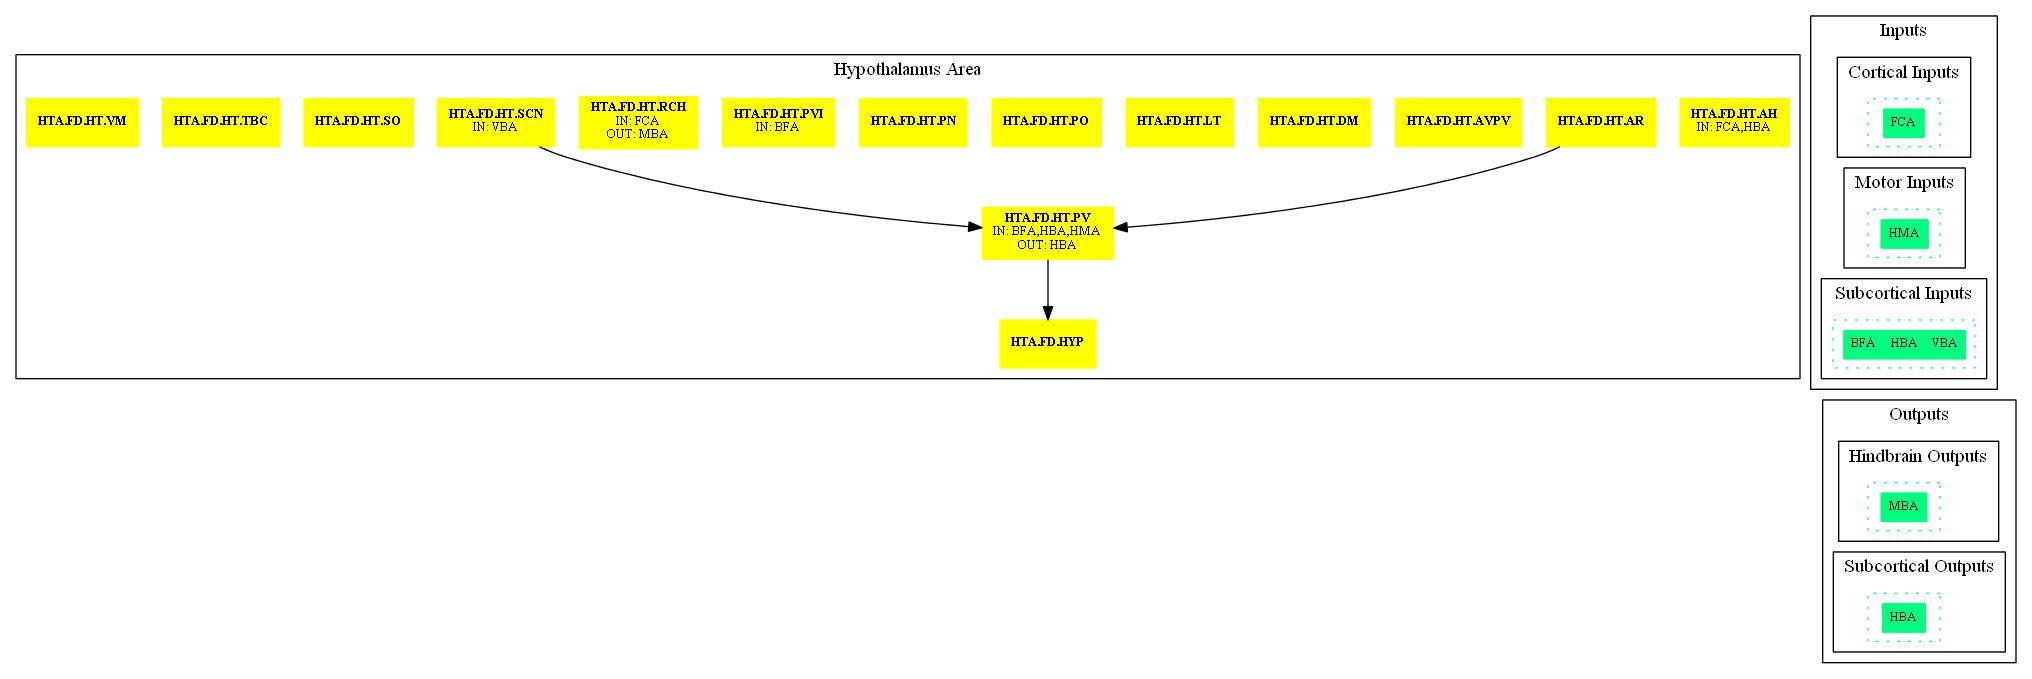 Hypothalamus Area
HTA.FD.HT.VM
HTA.FD.HT.TBC
HTA.FD.HT.SO
HTA.FD.HT.SCN
IN: VBA
HTA.FD.HT.RCH
IN: FCA
OUT: MBA
HTA.FD.HT.PVI
IN: BFA
HTA.FD.HT.PN
HTA.FD.HT.PO
HTA.FD.HT.LT
HTA.FD.HT.DM
HTA.FD.HT.AVPV
HTA.FD.HT.AR
HTA.FD.HT.AH
IN: FCA,HBA
HTA.FD.HT.PV
IN: BFA,HBA,HMA
OUT: HBA
HTA.FD.HYP
Inputs
Cortical Inputs
FCA
Motor Inputs
HMA
Subcortical Inputs
BFA HBA VBA
Outputs
Hindbrain Outputs
MBA
Subcortical Outputs
HBA